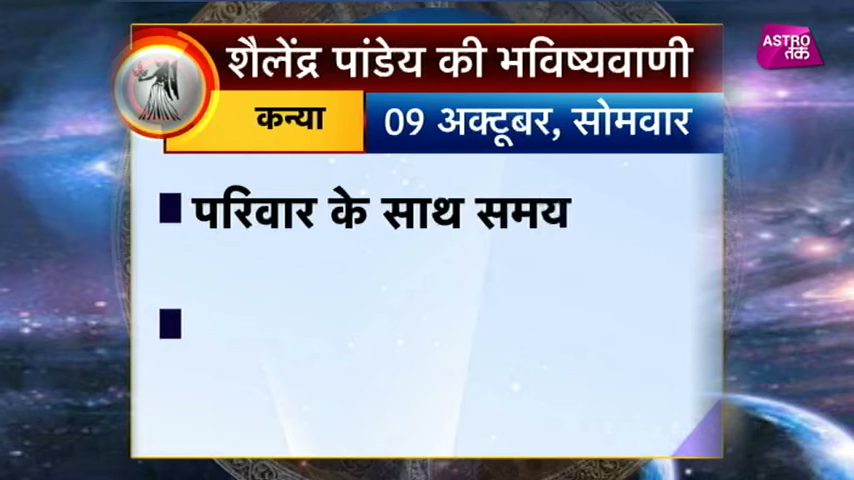 शैलेंद्र पांडेय की भविष्यवाणी
ASTRO
तक
कन्या
09 अक्टूबर, सोमवार
परिवार के साथ समय